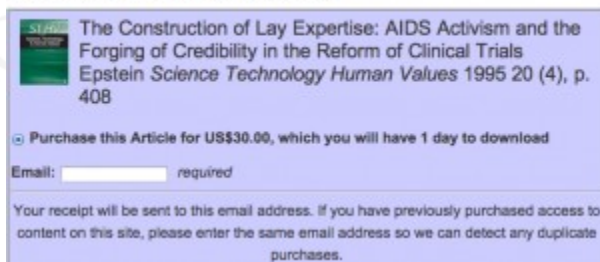 The Construction of Lay Expertise: AIDS Activism and the
Forging of Credibility in the Reform of Clinical Trials
Epstein Science Technology Human Values 1995 20 (4), p.
408
Purchase this Article for US$30.00, which you will have 1 day to download
Email: required
Your receipt will be sent to this email address. If you have previously purchased access to
content on this site, please enter the same email address so we can detect any duplicate
purchases.